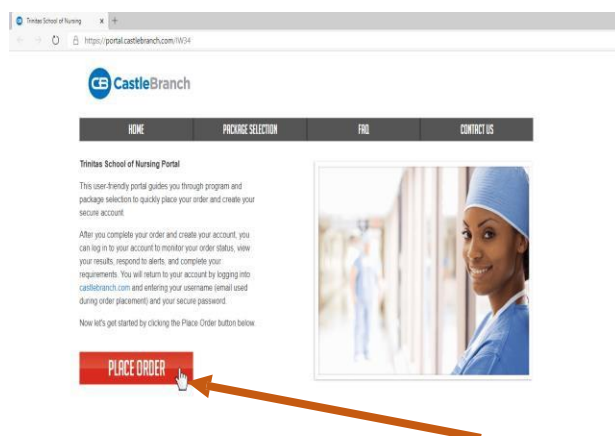 Trinitas School of Nursing x +
https://portal.castlebranch.com/IW34
CB CastleBranch
HOME PACKAGE SELECTION FAQ CONTACT US
Trinitas School of Nursing Portal
This user-friendly portal guides you through program and
package selection to quickly place your order and create your
secure account.
After you complete your order and create your account, you
can log in to your account to monitor your order status, view
your results, respond to alerts, and complete your
requirements. You will return to your account by logging into
castlebranch.com and entering your username (email used
during order placement) and your secure password.
Now let's get started by clicking the Place Order button below.
PLACE ORDER